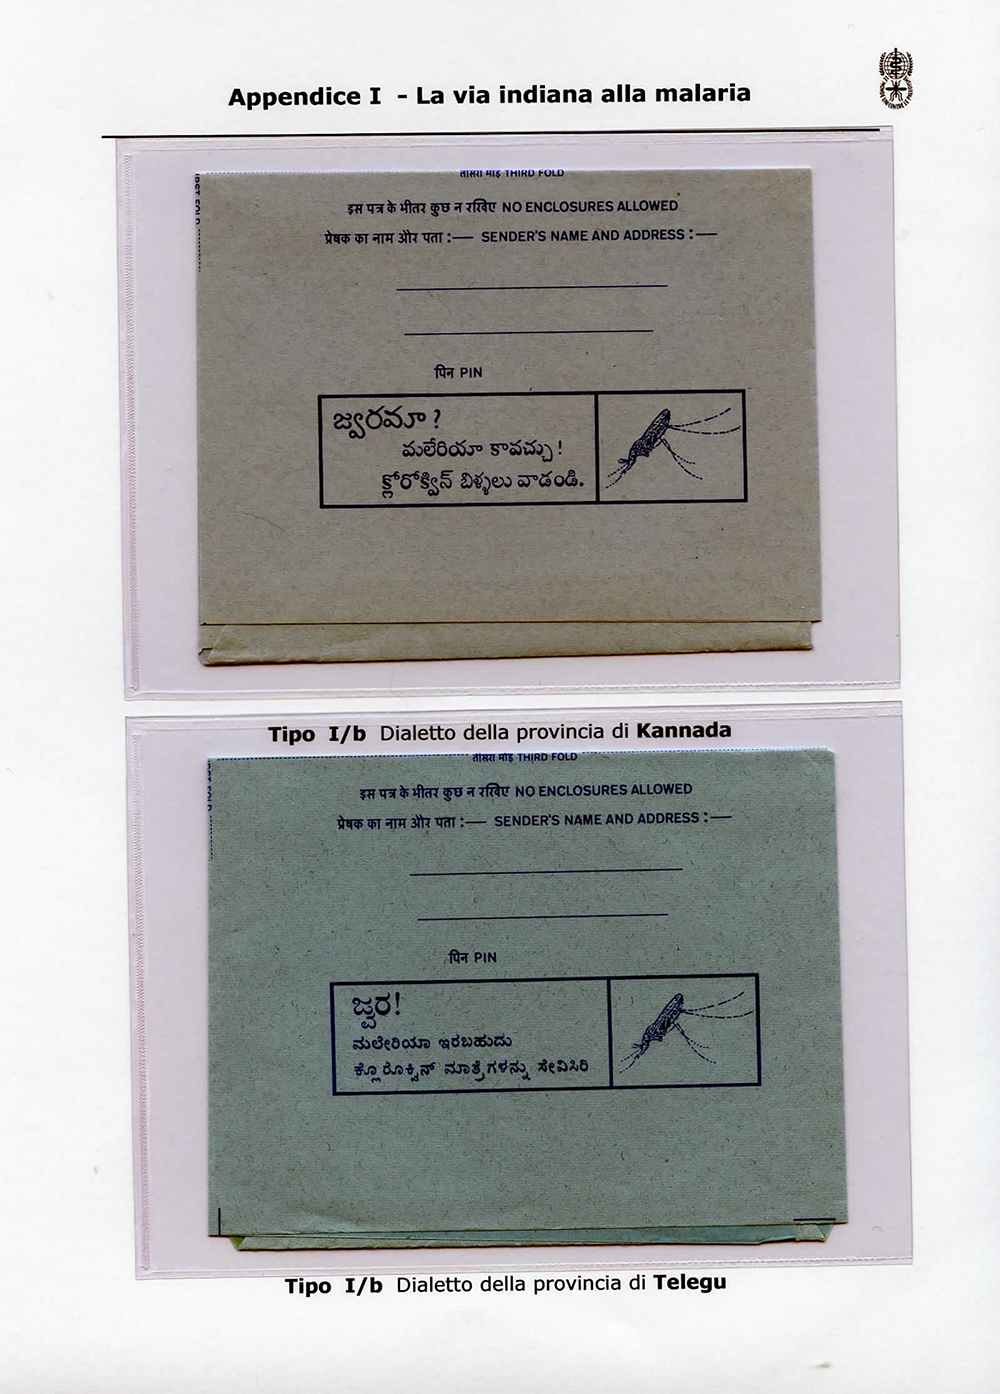 Appendice I - La via indiana alla malaria
तीसरा मोड़ THIRD FOLD
इस पत्र के भीतर कुछ न रखिए NO ENCLOSURES ALLOWED
प्रेषक का नाम और पता :— SENDER'S NAME AND ADDRESS :—
पिन PIN
జ్వరమా ?
మలేరియా కావచ్చు !
క్లోరోక్విన్ బిళ్ళలు వాడండి.
Tipo I/b Dialetto della provincia di Kannada
तीसरा मोड़ THIRD FOLD
इस पत्र के भीतर कुछ न रखिए NO ENCLOSURES ALLOWED
प्रेषक का नाम और पता :— SENDER'S NAME AND ADDRESS :—
पिन PIN
ಜ್ವರ!
ಮಲೇರಿಯಾ ಇರಬಹುದು
ಕ್ಲೊರೊಕ್ವಿನ್ ಮಾತ್ರೆಗಳನ್ನು ಸೇವಿಸಿರಿ
Tipo I/b Dialetto della provincia di Telegu